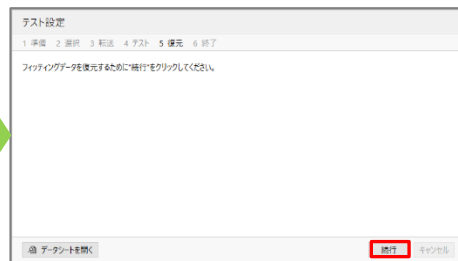 テスト設定
1 準備 2 選択 3 転送 4 テスト 5 復元 6 終了
フィッティングデータを復元するために"続行"をクリックしてください。
データシートを開く 続行 キャンセル